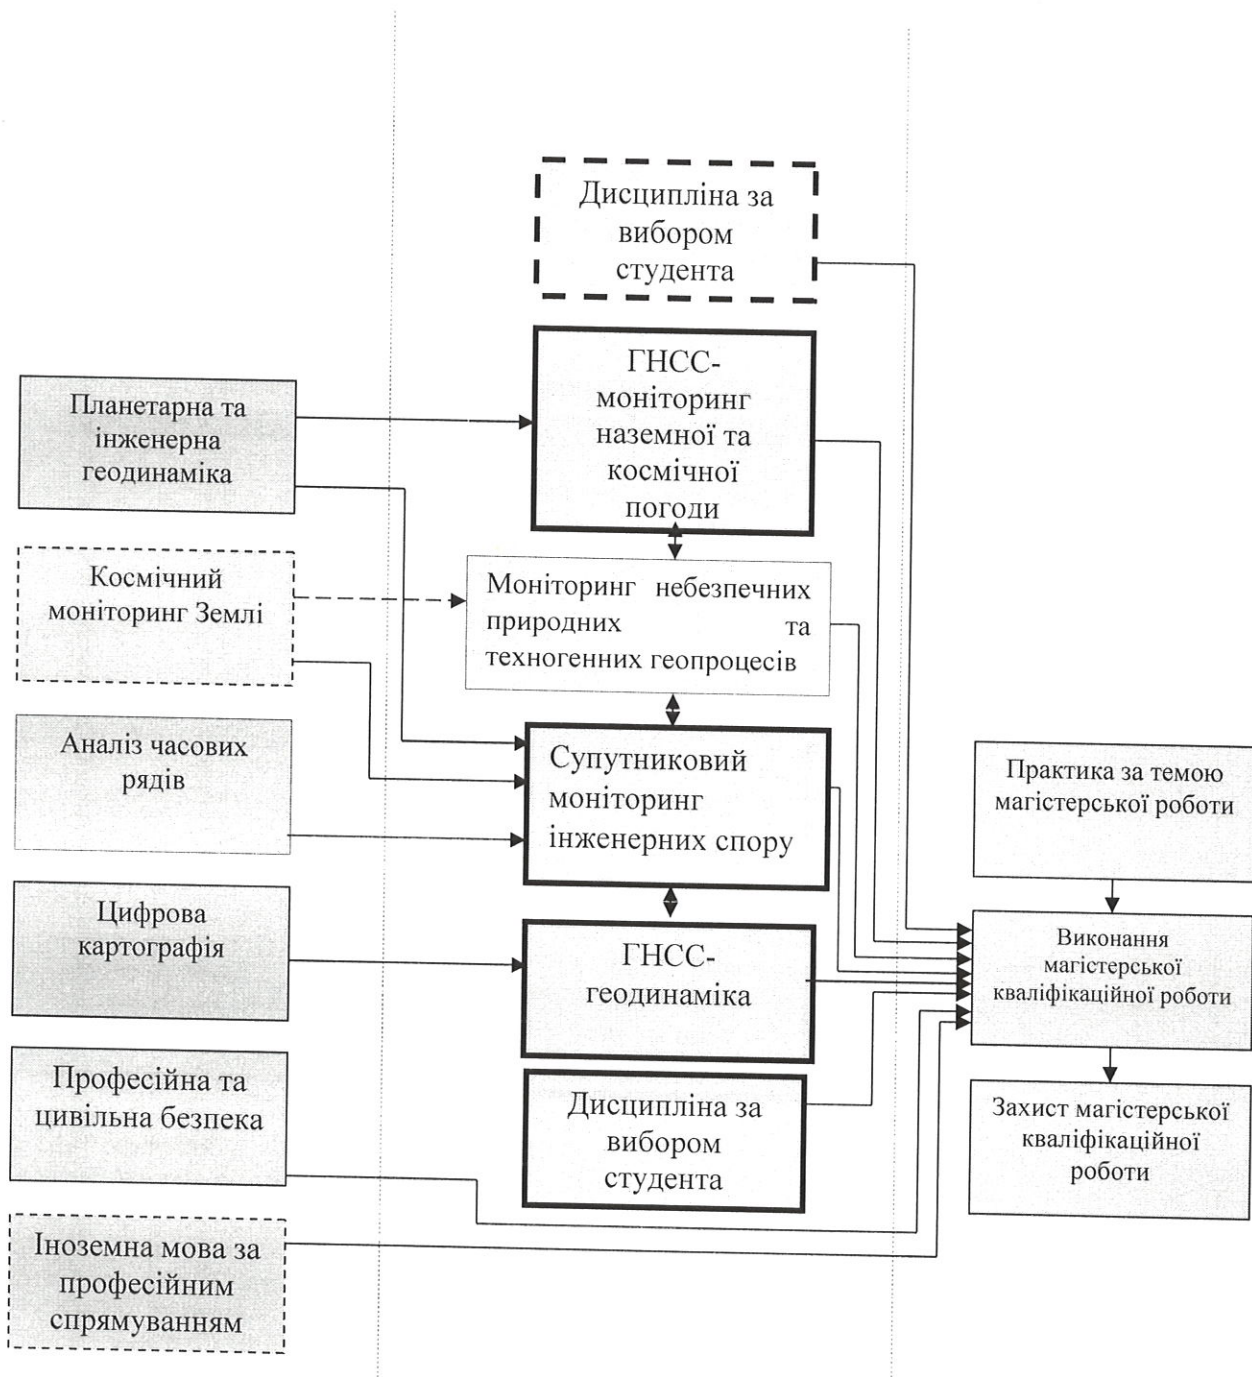 Дисципліна за
вибором
студента
ГНСС-
моніторинг
наземної та
космічної
погоди
Планетарна та
інженерна
геодинаміка
Космічний
моніторинг Землі
Моніторинг небезпечних
природних та
техногенних геопроцесів
Аналіз часових
рядів
Супутниковий
моніторинг
інженерних спору
Практика за темою
магістерської роботи
Цифрова
картографія
ГНСС-
геодинаміка
Виконання
магістерської
кваліфікаційної роботи
Професійна та
цивільна безпека
Дисципліна за
вибором
студента
Захист магістерської
кваліфікаційної
роботи
Іноземна мова за
професійним
спрямуванням